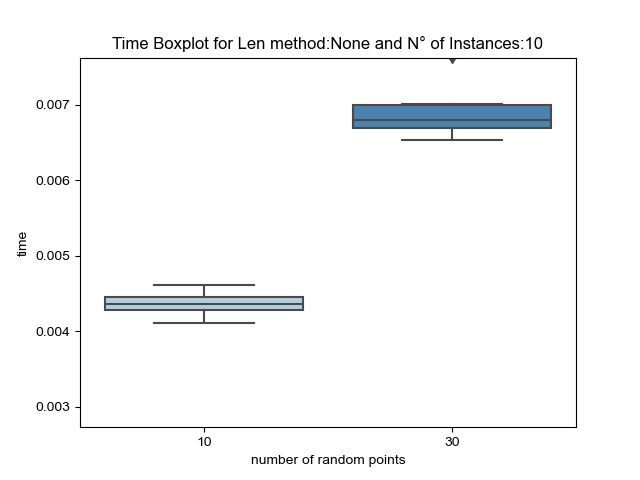 Time Boxplot for Len method:None and N° of Instances:10
0.007
0.006
0.005
0.004
0.003
time
10
30
number of random points